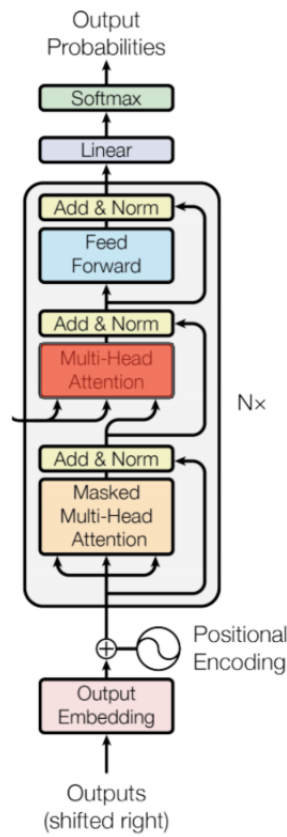 Output
Probabilities
Softmax
Linear
Add & Norm
Feed
Forward
Add & Norm
Multi-Head
Attention
N×
Add & Norm
Masked
Multi-Head
Attention
Positional
Encoding
Output
Embedding
Outputs
(shifted right)